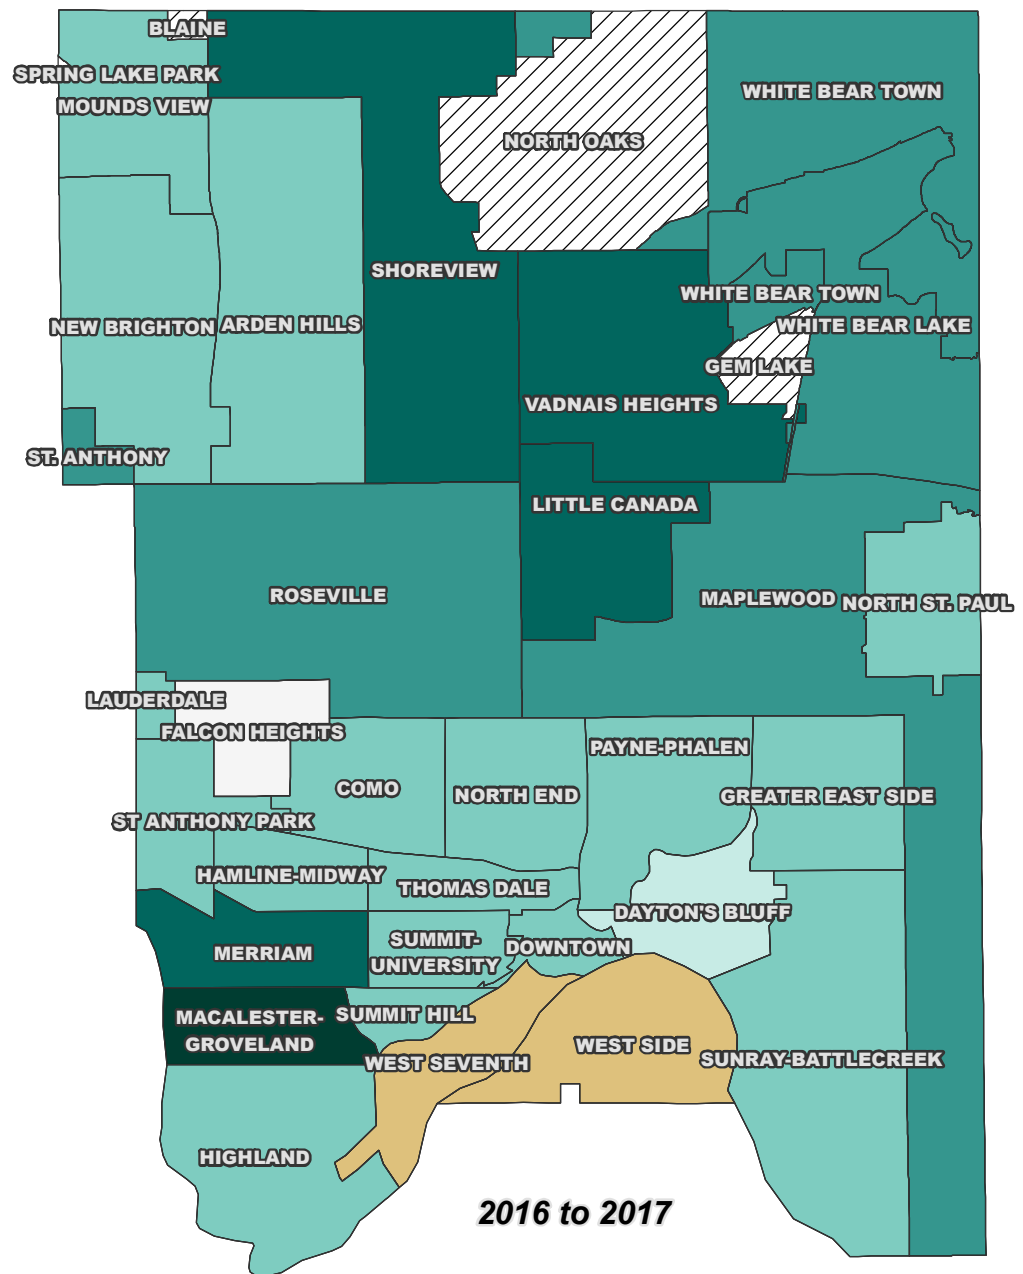 BLAINE
SPRING LAKE PARK
WHITE BEAR TOWN
MOUNDS VIEW
NORTH OAKS
SHOREVIEW
WHITE BEAR TOWN
NEW BRIGHTON
ARDEN HILLS
WHITE BEAR LAKE
GEM LAKE
VADNAIS HEIGHTS
ST. ANTHONY
LITTLE CANADA
ROSEVILLE
MAPLEWOOD
NORTH ST. PAUL
LAUDERDALE
FALCON HEIGHTS
PAYNE-PHALEN
COMO
NORTH END
GREATER EAST SIDE
ST ANTHONY PARK
HAMLINE-MIDWAY
THOMAS DALE
DAYTON'S BLUFF
SUMMIT-
UNIVERSITY
DOWNTOWN
MERRIAM
MACALESTER-
GROVELAND
SUMMIT HILL
WEST SIDE
WEST SEVENTH
SUNRAY-BATTLECREEK
HIGHLAND
2016 to 2017